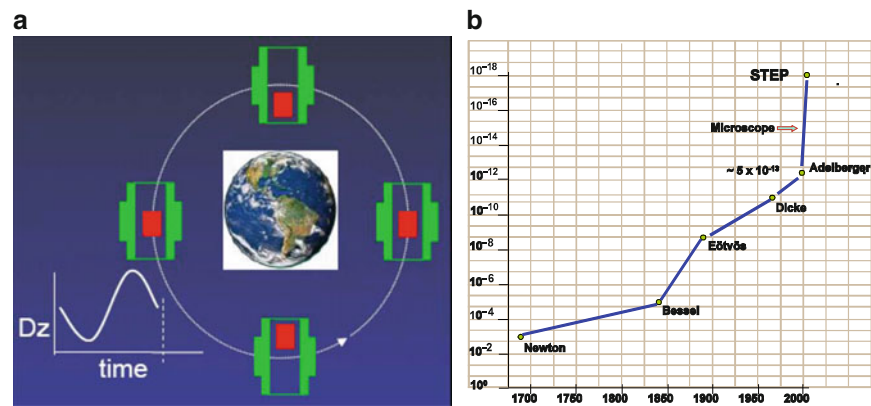 a
Dz
time
b
10⁻¹⁸
10⁻¹⁶
10⁻¹⁴
10⁻¹²
10⁻¹⁰
10⁻⁸
10⁻⁶
10⁻⁴
10⁻²
10⁰
STEP
Microscope
~ 5 x 10⁻¹³
Adelberger
Dicke
Eötvös
Bessel
Newton
1700 1750 1800 1850 1900 1950 2000